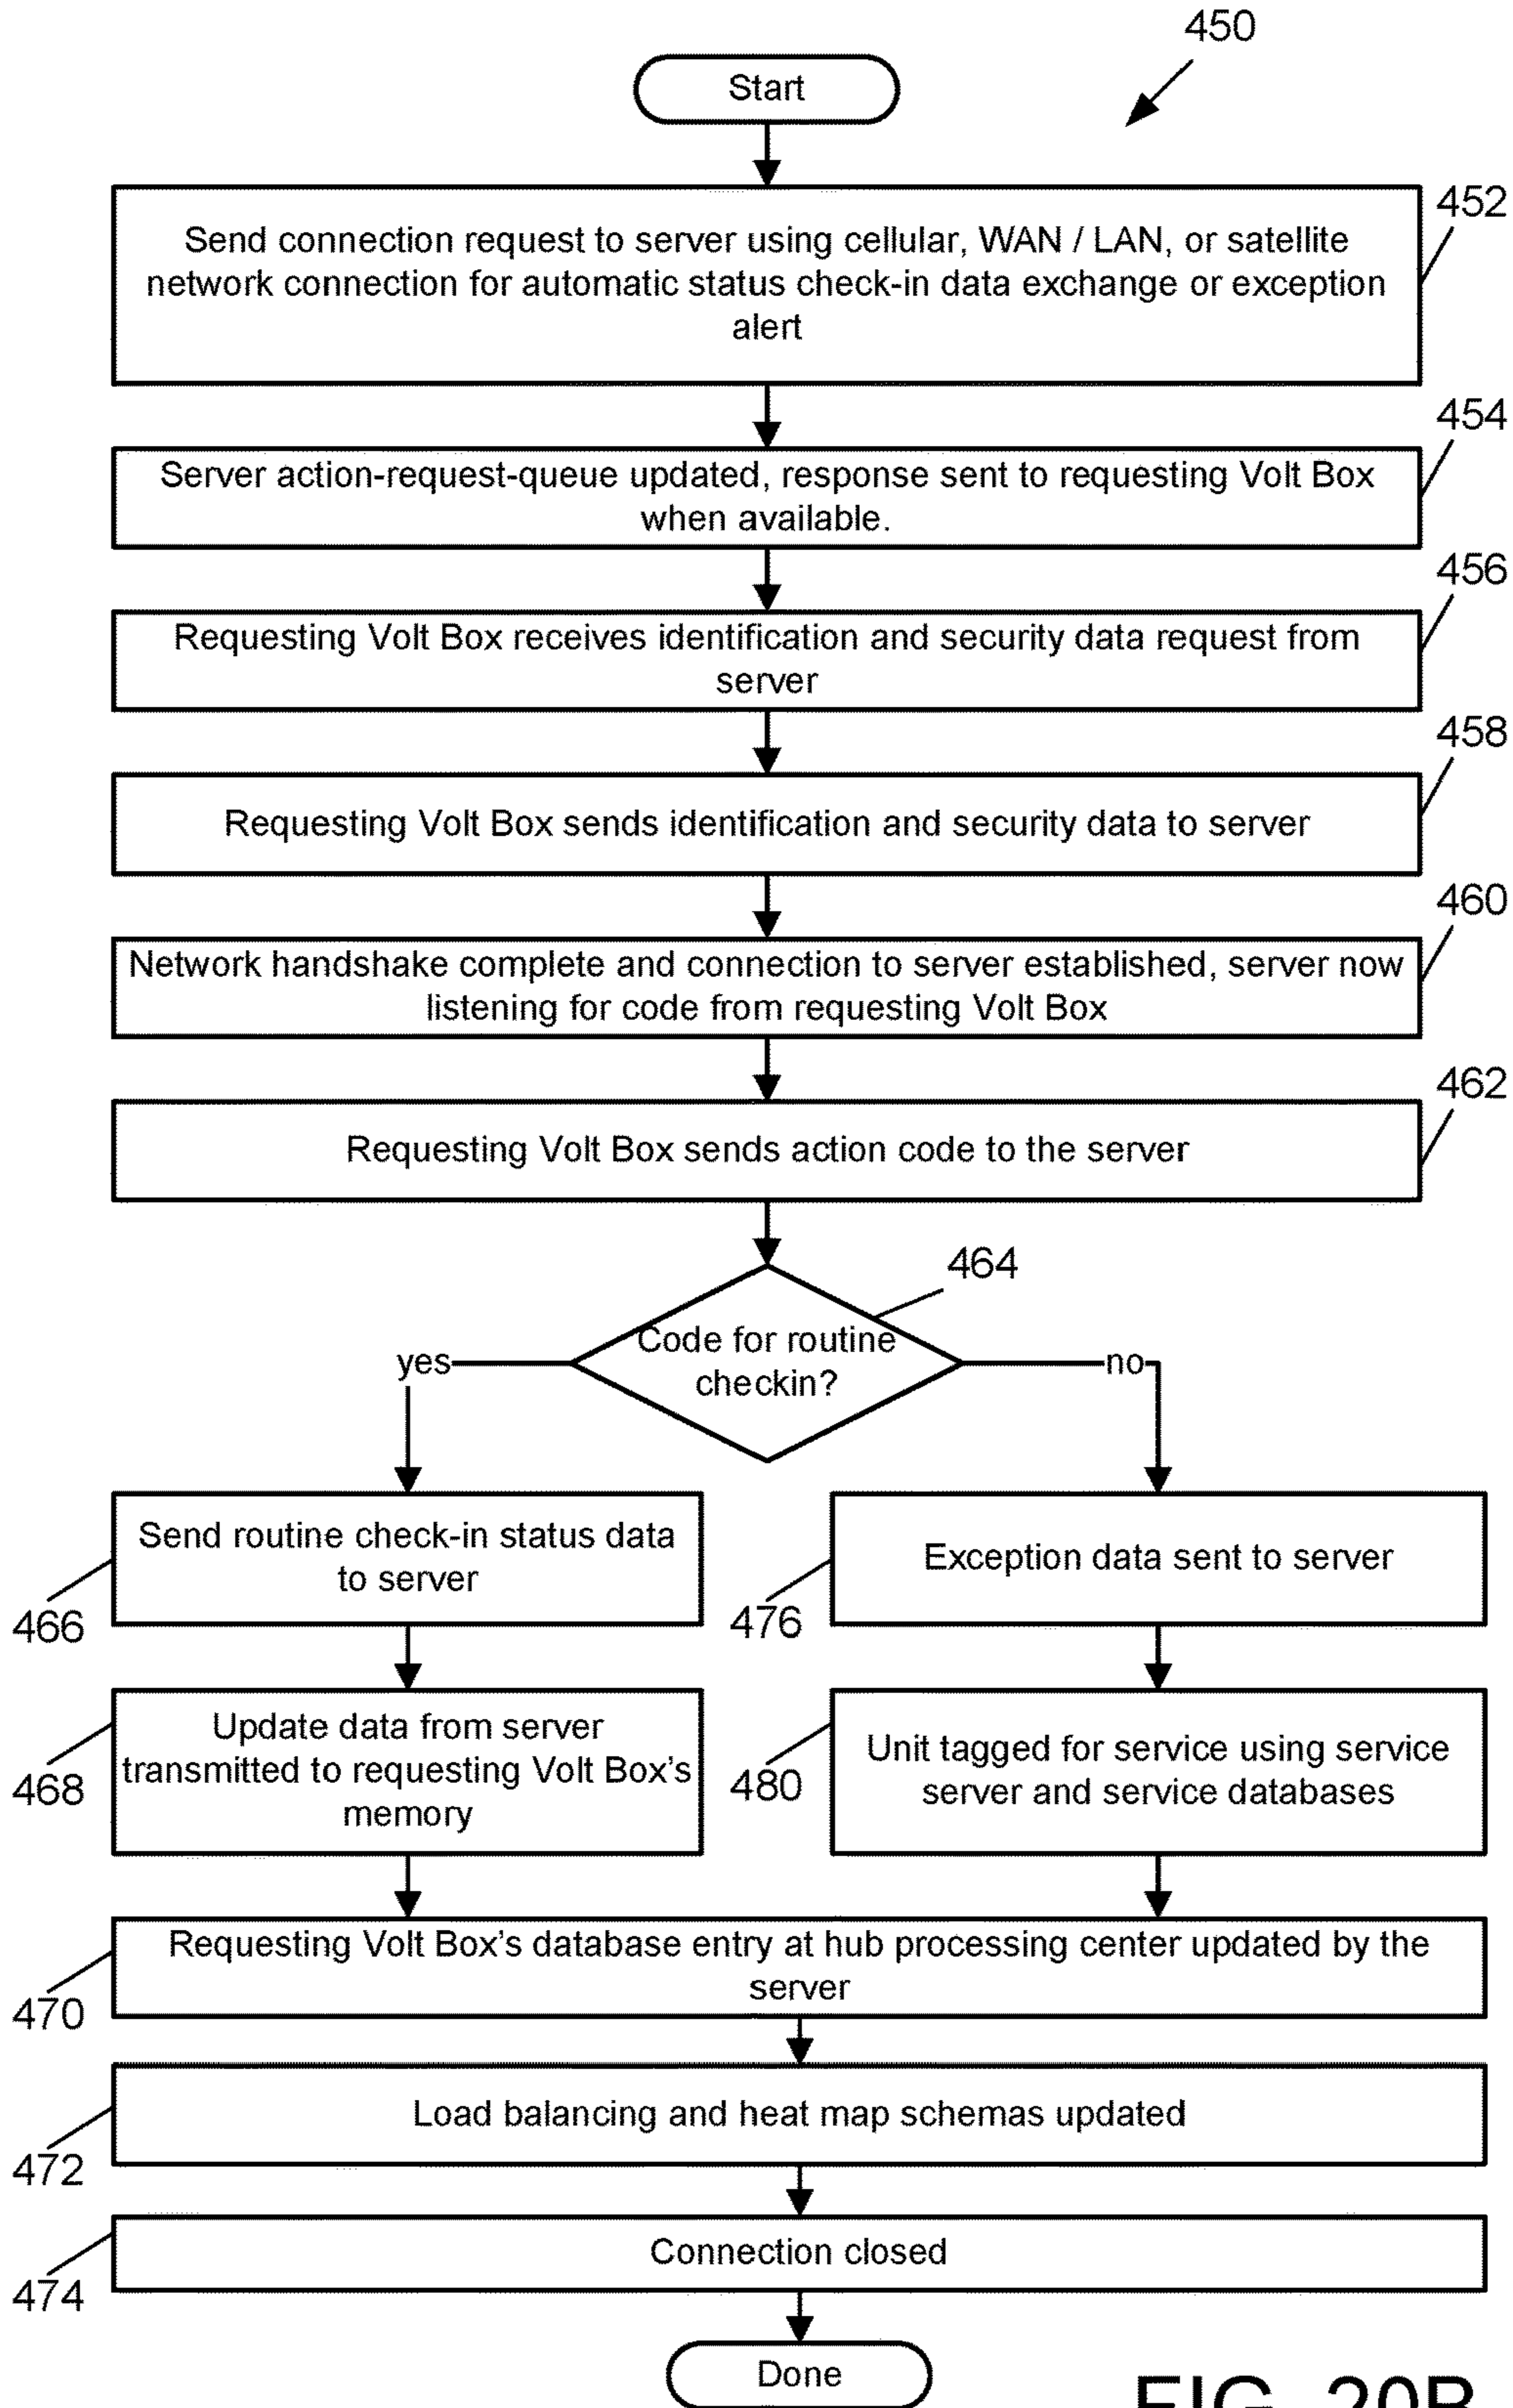 450
Start
452
Send connection request to server using cellular, WAN / LAN, or satellite
network connection for automatic status check-in data exchange or exception
alert
454
Server action-request-queue updated, response sent to requesting Volt Box
when available.
456
Requesting Volt Box receives identification and security data request from
server
458
Requesting Volt Box sends identification and security data to server
460
Network handshake complete and connection to server established, server now
listening for code from requesting Volt Box
462
Requesting Volt Box sends action code to the server
464
Code for routine
checkin?
yes
no
Send routine check-in status data
to server
466
Exception data sent to server
476
Update data from server
transmitted to requesting Volt Box's
memory
468
Unit tagged for service using service
server and service databases
480
Requesting Volt Box's database entry at hub processing center updated by the
server
470
Load balancing and heat map schemas updated
472
Connection closed
474
Done
FIG. 20B